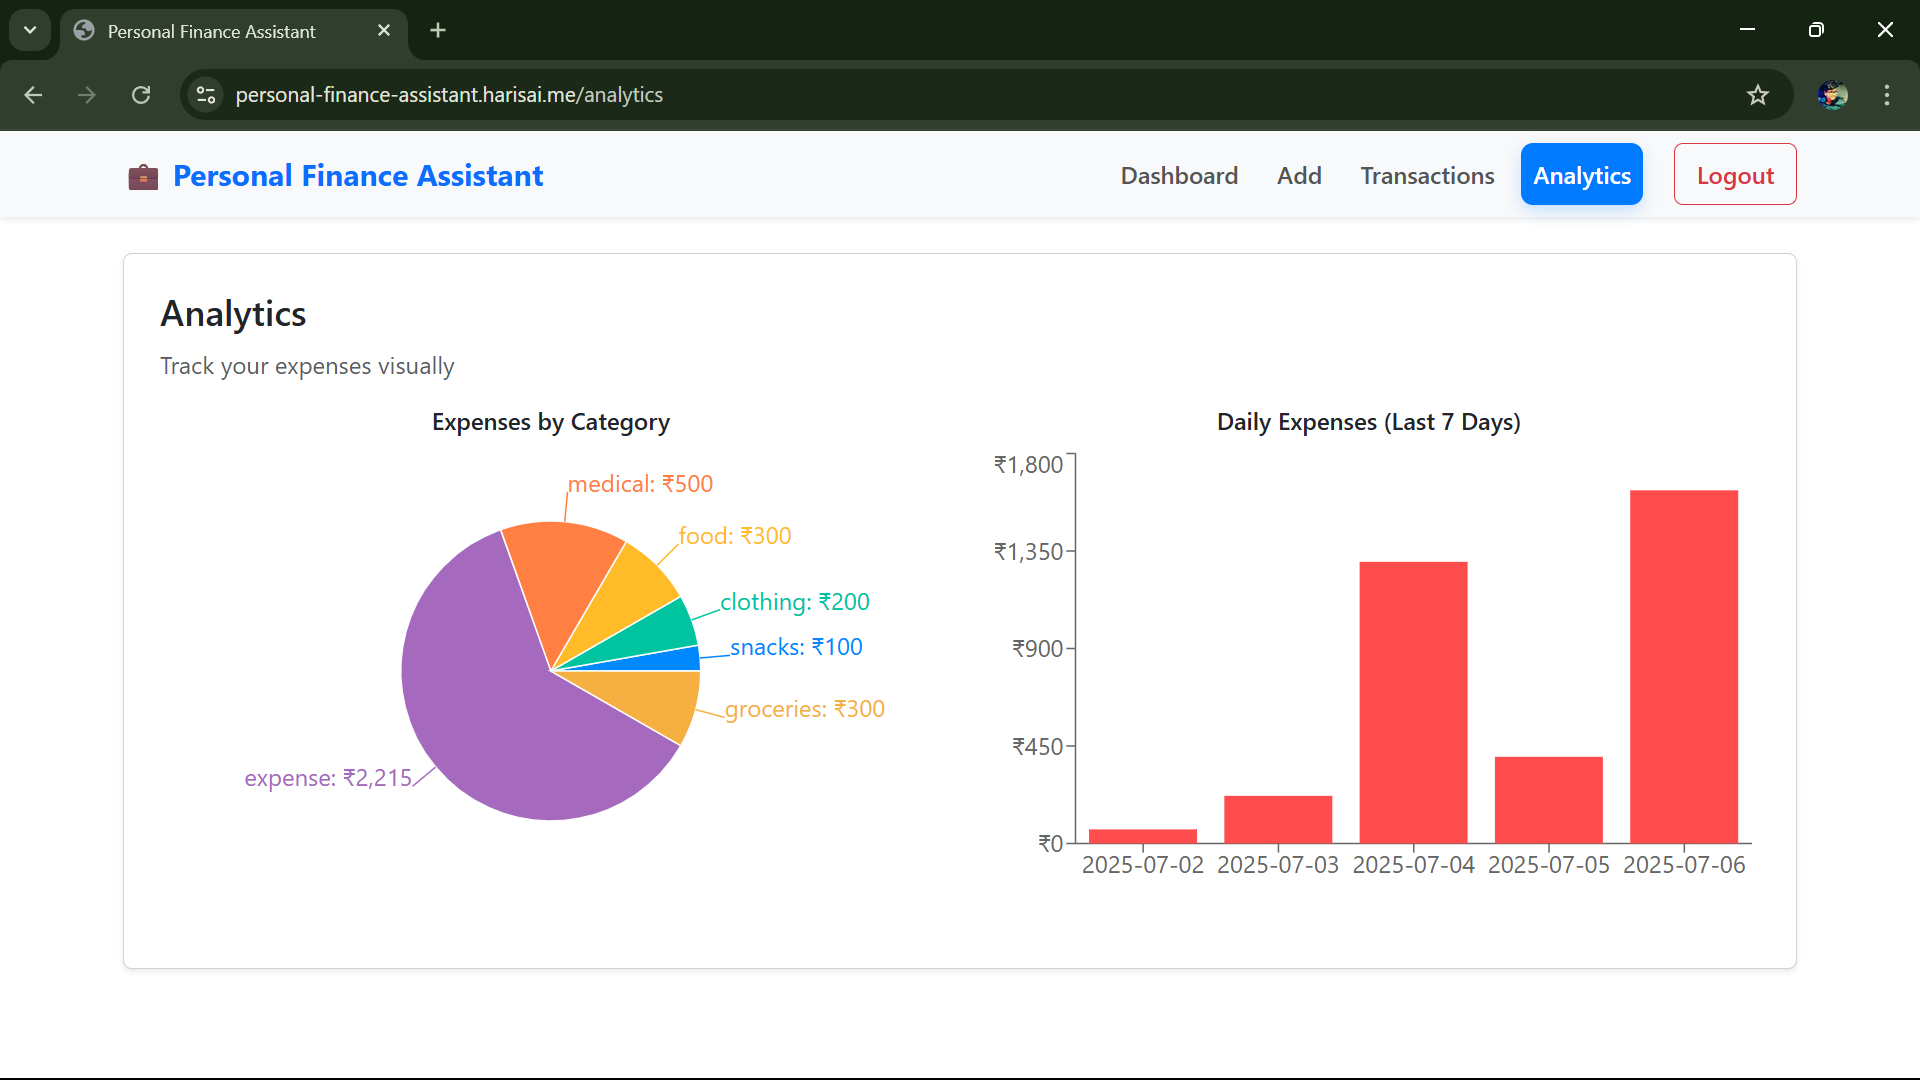 Personal Finance Assistant
personal-finance-assistant.harisai.me/analytics
Personal Finance Assistant
Dashboard Add Transactions Analytics Logout
Analytics
Track your expenses visually
Expenses by Category
medical: ₹500
food: ₹300
clothing: ₹200
snacks: ₹100
groceries: ₹300
expense: ₹2,215
Daily Expenses (Last 7 Days)
₹1,800
₹1,350
₹900
₹450
₹0
2025-07-02 2025-07-03 2025-07-04 2025-07-05 2025-07-06